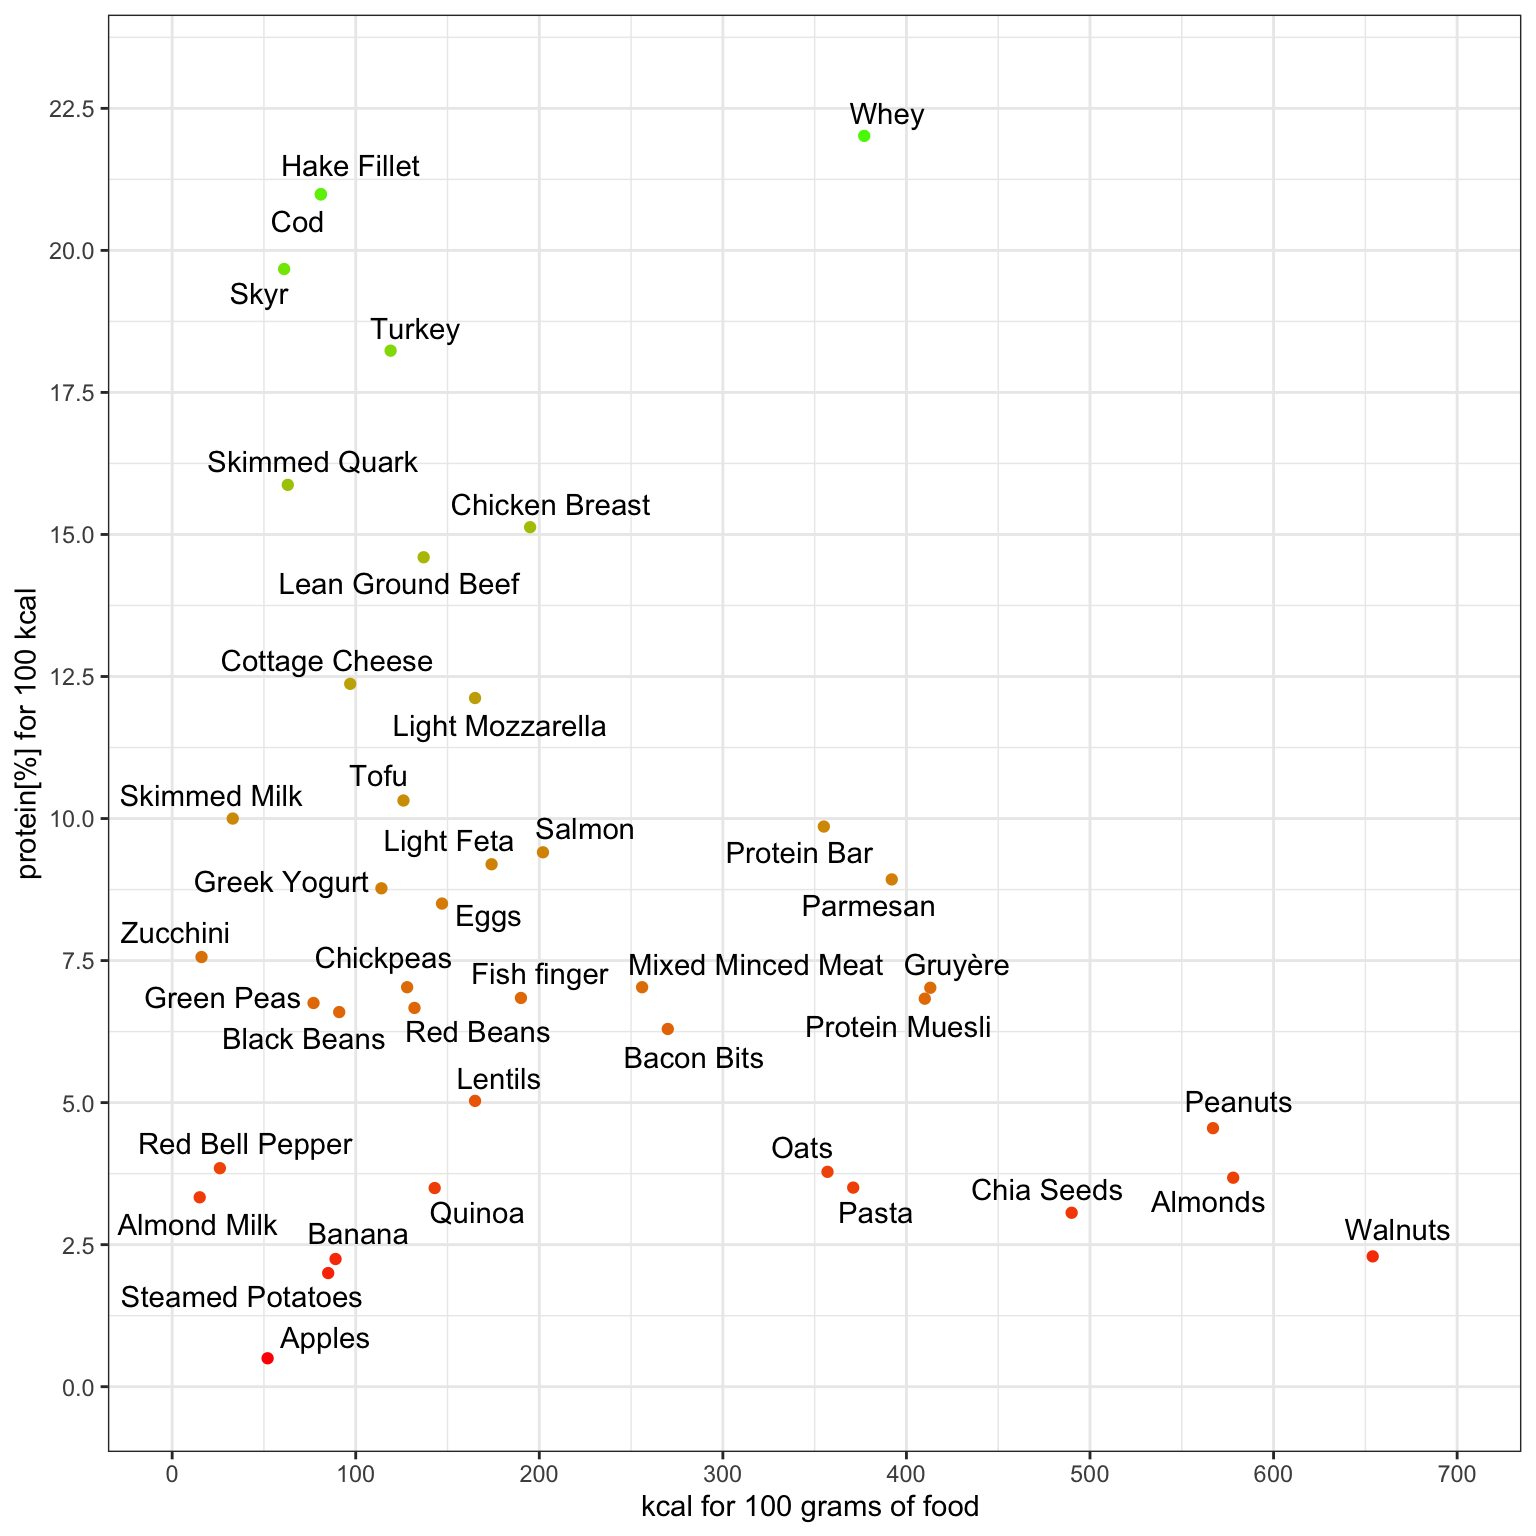 Whey
22.5
Hake Fillet
Cod
20.0
Skyr
Turkey
17.5
Skimmed Quark
Chicken Breast
15.0
Lean Ground Beef
Cottage Cheese
12.5
Light Mozzarella
Tofu
Skimmed Milk
10.0
Salmon
Light Feta
Protein Bar
Greek Yogurt
Parmesan
Eggs
Zucchini
Chickpeas
7.5
Mixed Minced Meat
Gruyère
Fish finger
Green Peas
Protein Muesli
Red Beans
Black Beans
Bacon Bits
Lentils
5.0
Peanuts
Red Bell Pepper
Oats
Chia Seeds
Almonds
Quinoa
Pasta
Almond Milk
Walnuts
Banana
2.5
Steamed Potatoes
Apples
0.0
protein[%] for 100 kcal
0 100 200 300 400 500 600 700
kcal for 100 grams of food